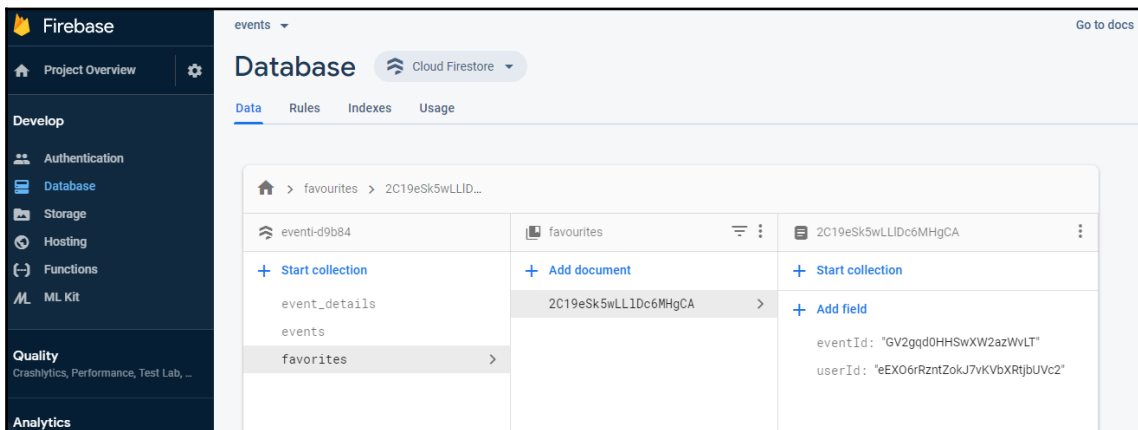 Firebase
events
Go to docs
Project Overview
Database
Cloud Firestore
Data Rules Indexes Usage
Develop
Authentication
Database
Storage
Hosting
Functions
ML Kit
Quality
Crashlytics, Performance, Test Lab, ...
Analytics
> favourites > 2C19eSk5wLLlD...
eventi-d9b84
favourites
2C19eSk5wLLlDc6MHgCA
+ Start collection
+ Add document
+ Start collection
event_details
events
favorites >
2C19eSk5wLLlDc6MHgCA >
+ Add field
eventId: "GV2gqd0HHSwXW2azWvLT"
userId: "eEXO6rRzntZokJ7vKVbXRtjbUVc2"